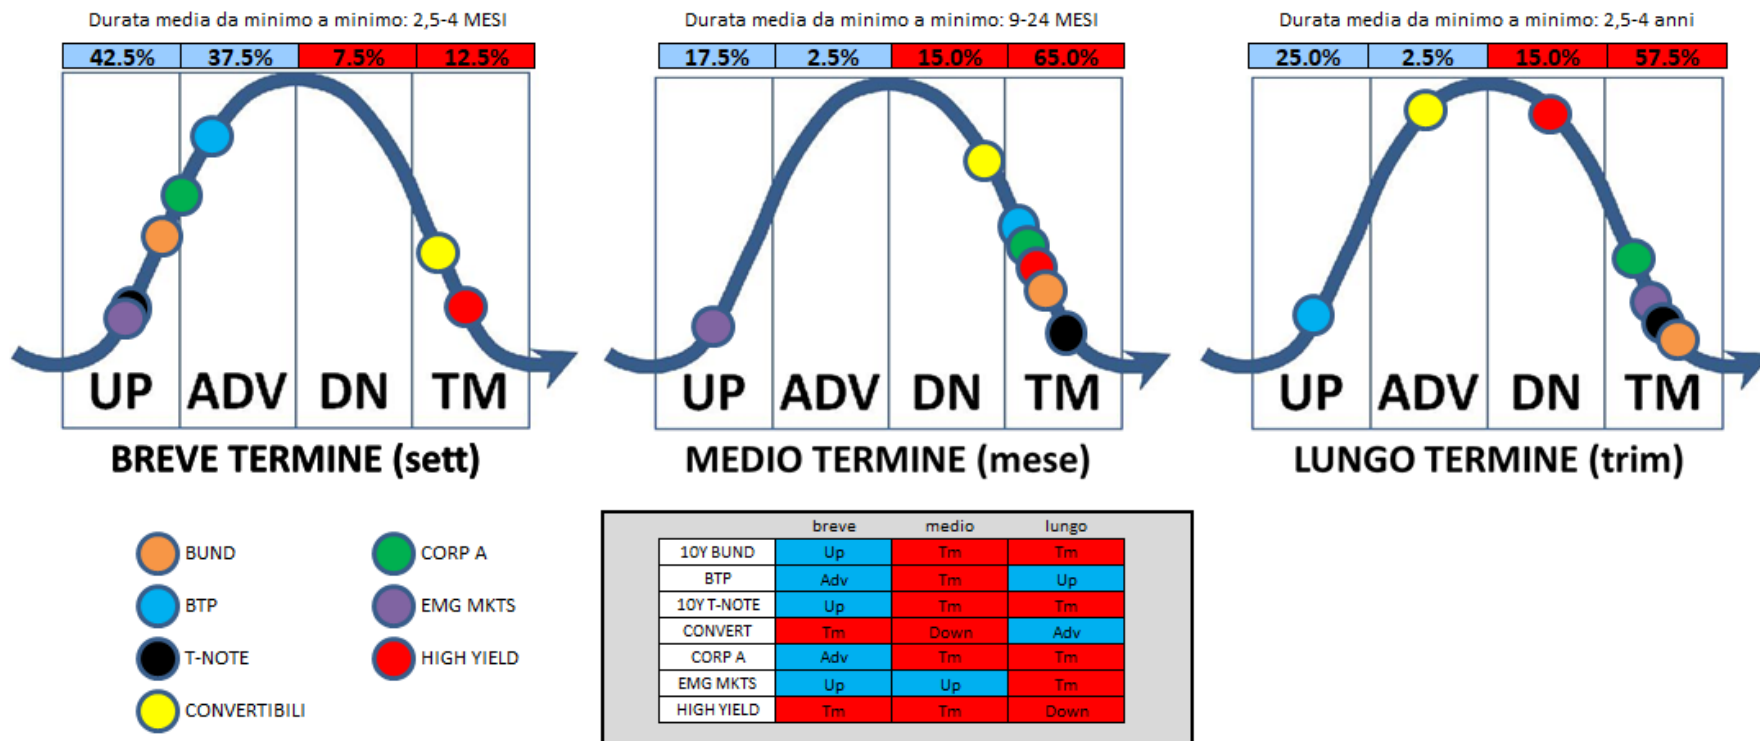 Durata media da minimo a minimo: 2,5-4 MESI
Durata media da minimo a minimo: 9-24 MESI
Durata media da minimo a minimo: 2,5-4 anni
42.5% 37.5% 7.5% 12.5%
17.5% 2.5% 15.0% 65.0%
25.0% 2.5% 15.0% 57.5%
UP ADV DN TM
UP ADV DN TM
UP ADV DN TM
BREVE TERMINE (sett)
MEDIO TERMINE (mese)
LUNGO TERMINE (trim)
BUND
CORP A
BTP
EMG MKTS
T-NOTE
HIGH YIELD
CONVERTIBILI
breve medio lungo
10Y BUND Up Tm Tm
BTP Adv Tm Up
10Y T-NOTE Up Tm Tm
CONVERT Tm Down Adv
CORP A Adv Tm Tm
EMG MKTS Up Up Tm
HIGH YIELD Tm Tm Down